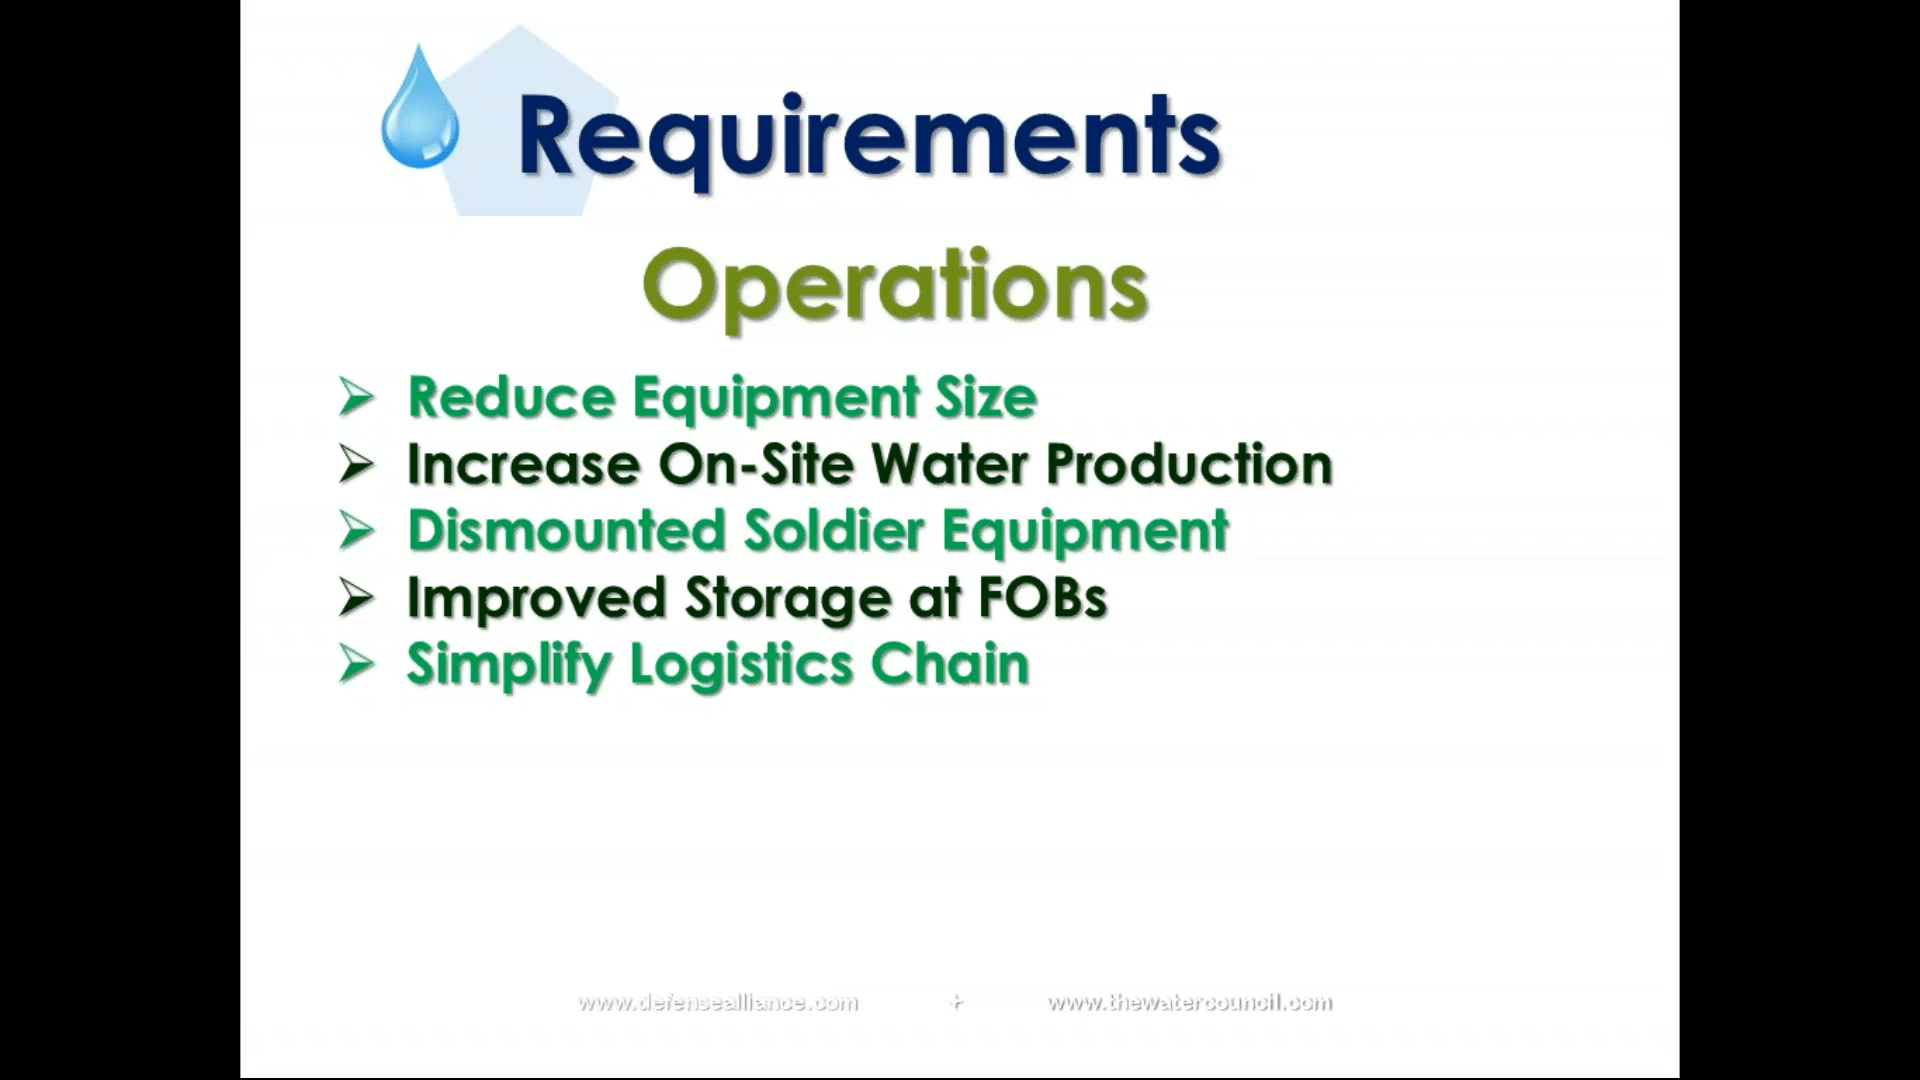 Requirements
Operations
➢ Reduce Equipment Size
➢ Increase On-Site Water Production
➢ Dismounted Soldier Equipment
➢ Improved Storage at FOBs
➢ Simplify Logistics Chain
www.defensealliance.com + www.thewatercouncil.com